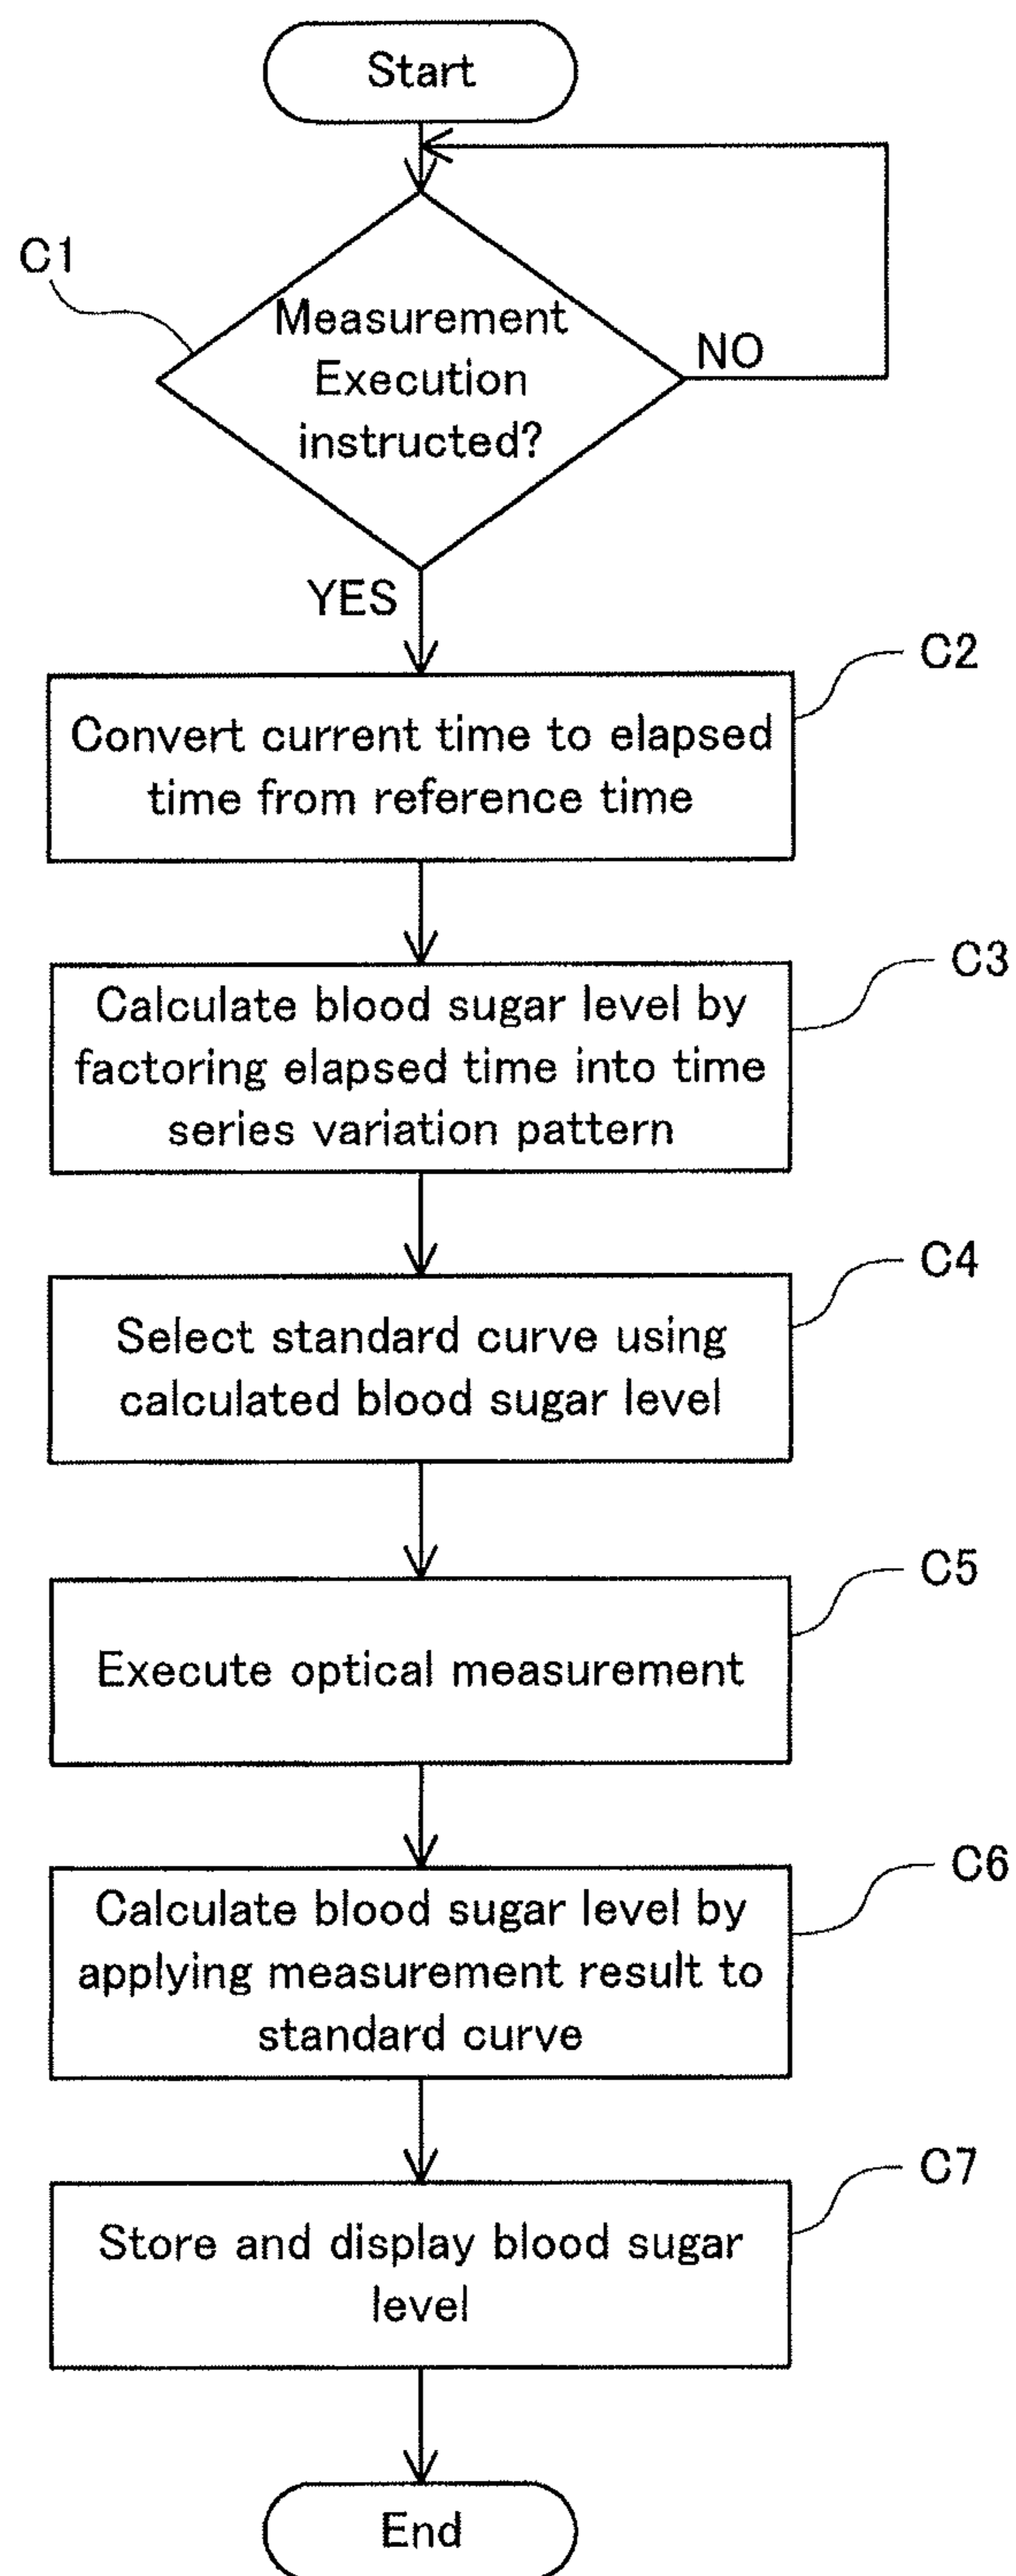 Start
C1
Measurement
Execution
instructed?
NO
YES
C2
Convert current time to elapsed
time from reference time
C3
Calculate blood sugar level by
factoring elapsed time into time
series variation pattern
C4
Select standard curve using
calculated blood sugar level
C5
Execute optical measurement
C6
Calculate blood sugar level by
applying measurement result to
standard curve
C7
Store and display blood sugar
level
End